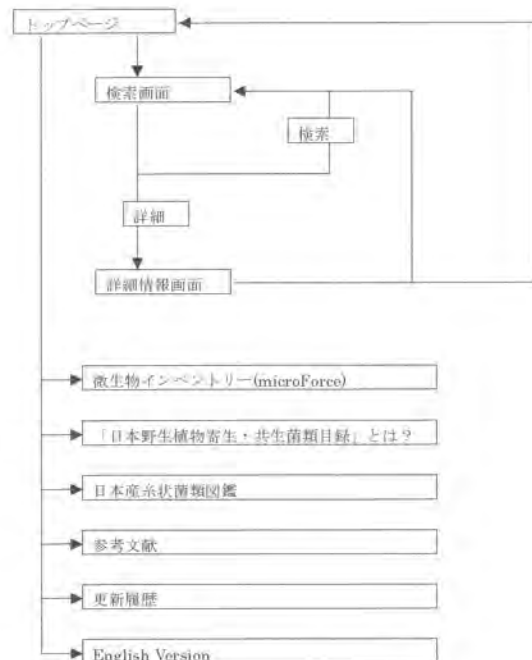 トップページ
検索画面
検索
詳細
詳細情報画面
微生物インベントリー(microForce)
「日本野生植物寄生・共生菌類目録」とは?
日本産糸状菌類図鑑
参考文献
更新履歴
English Version